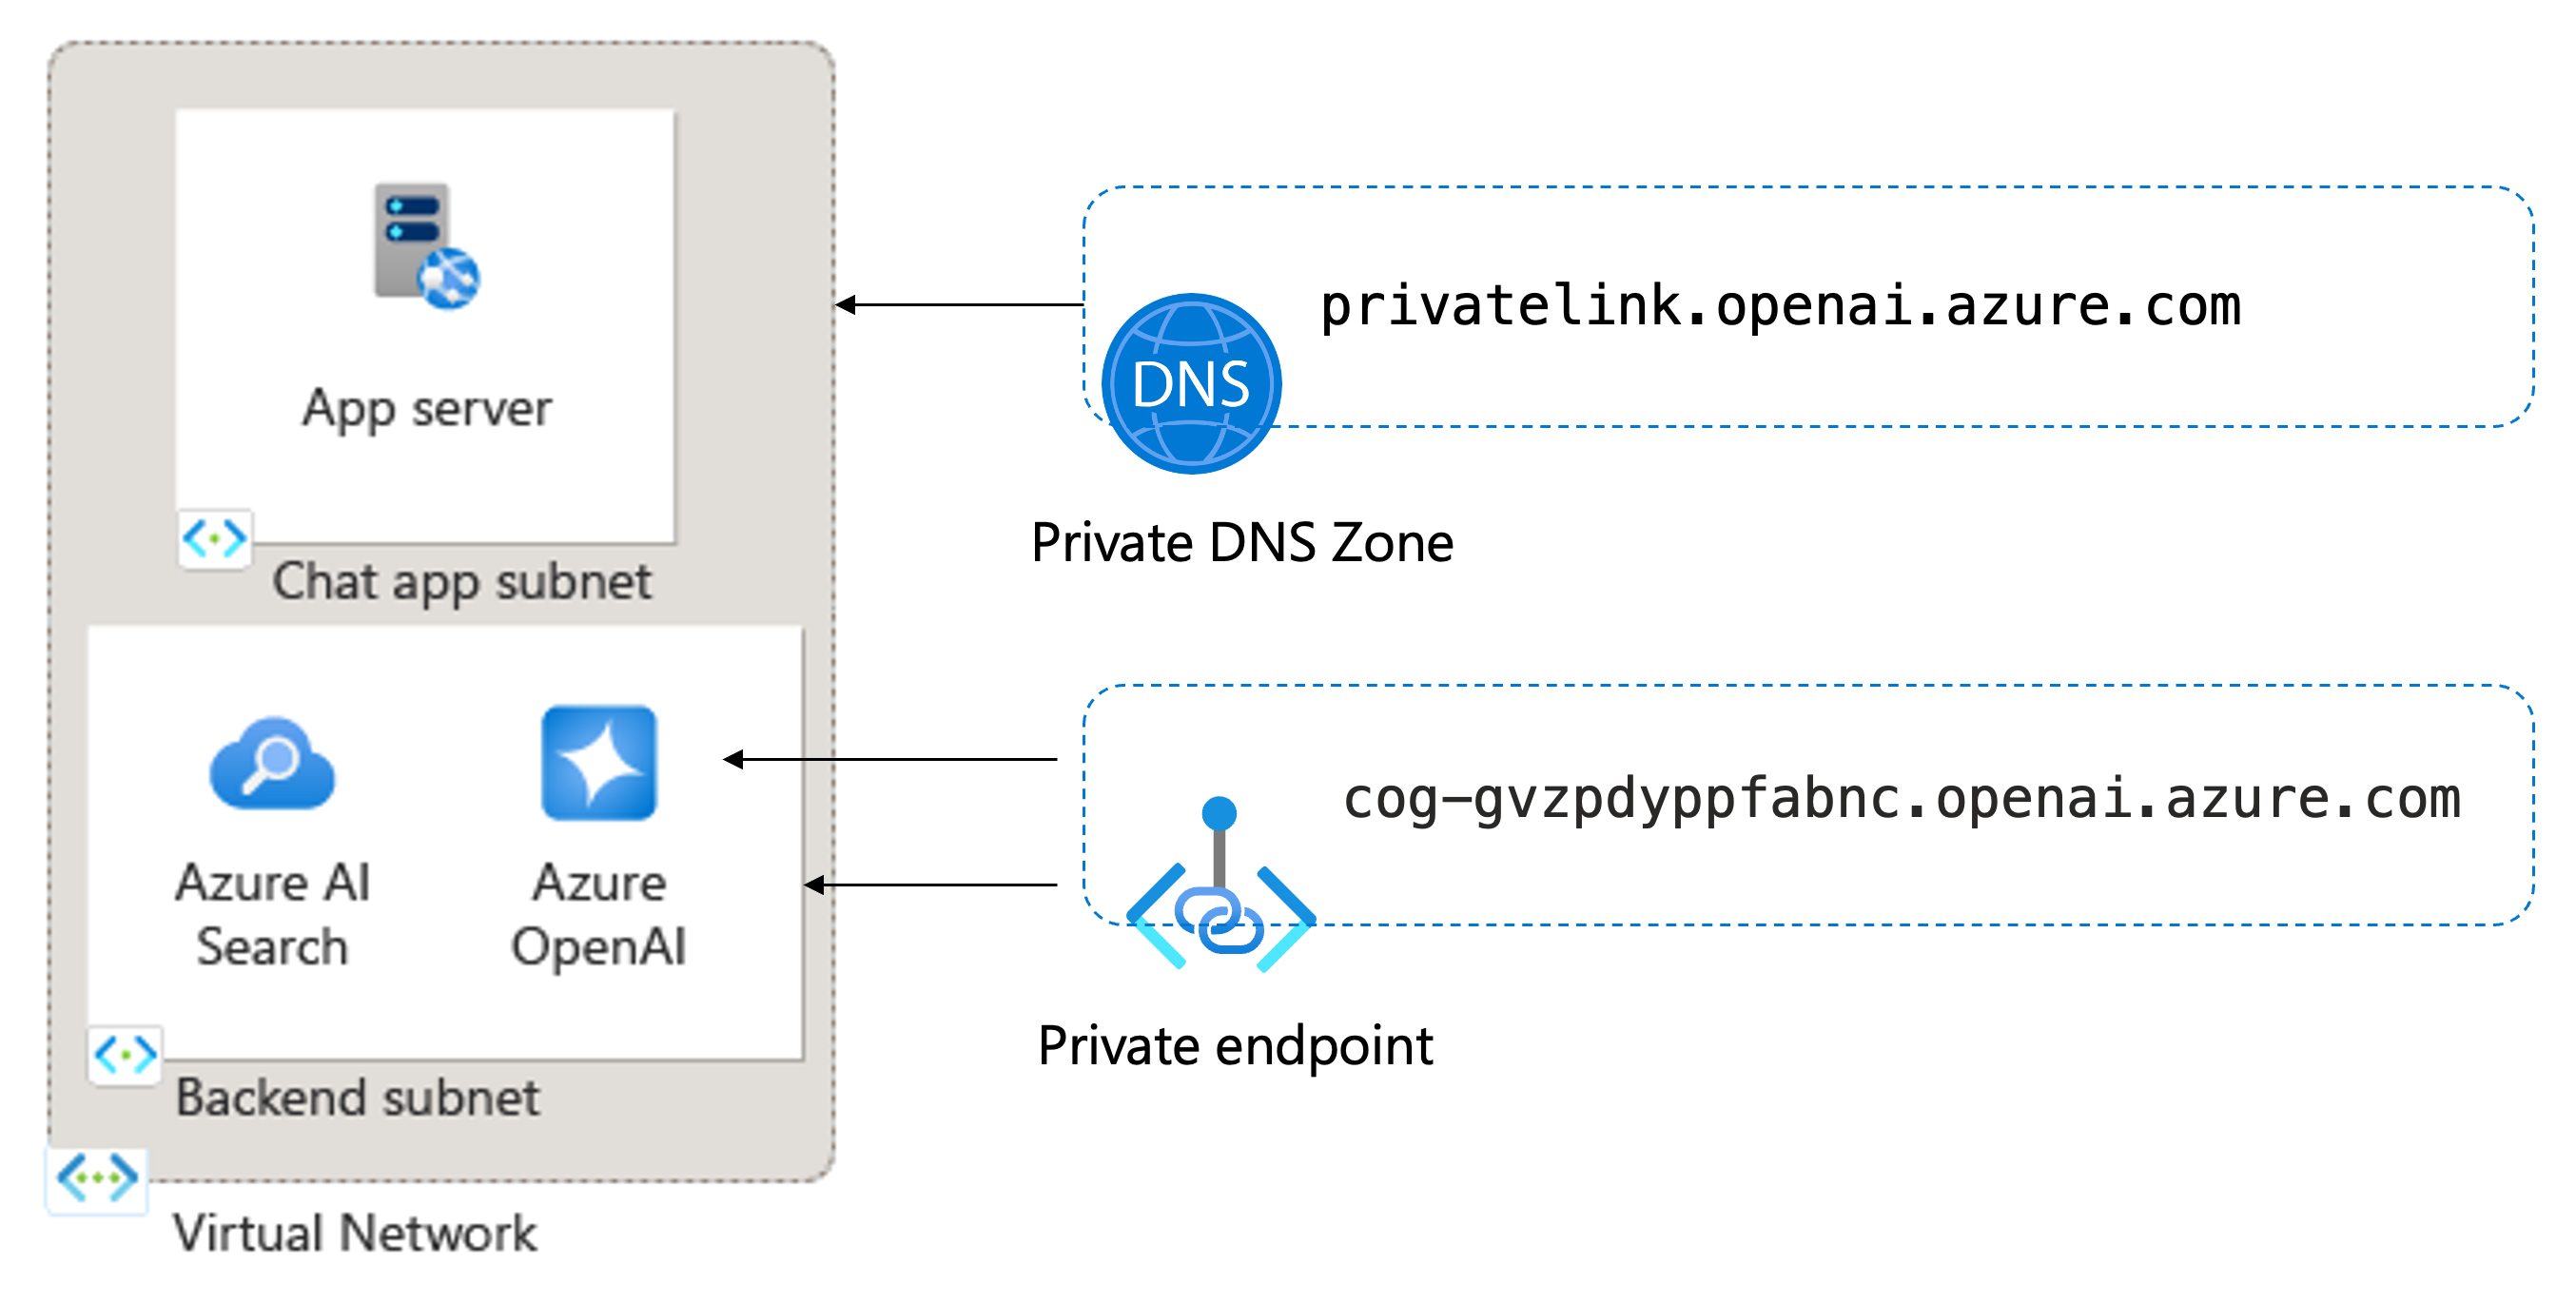 App server
Chat app subnet
Azure AI
Search
Azure
OpenAI
Backend subnet
Virtual Network
privatelink.openai.azure.com
DNS
Private DNS Zone
cog-gvzpdyppfabnc.openai.azure.com
Private endpoint